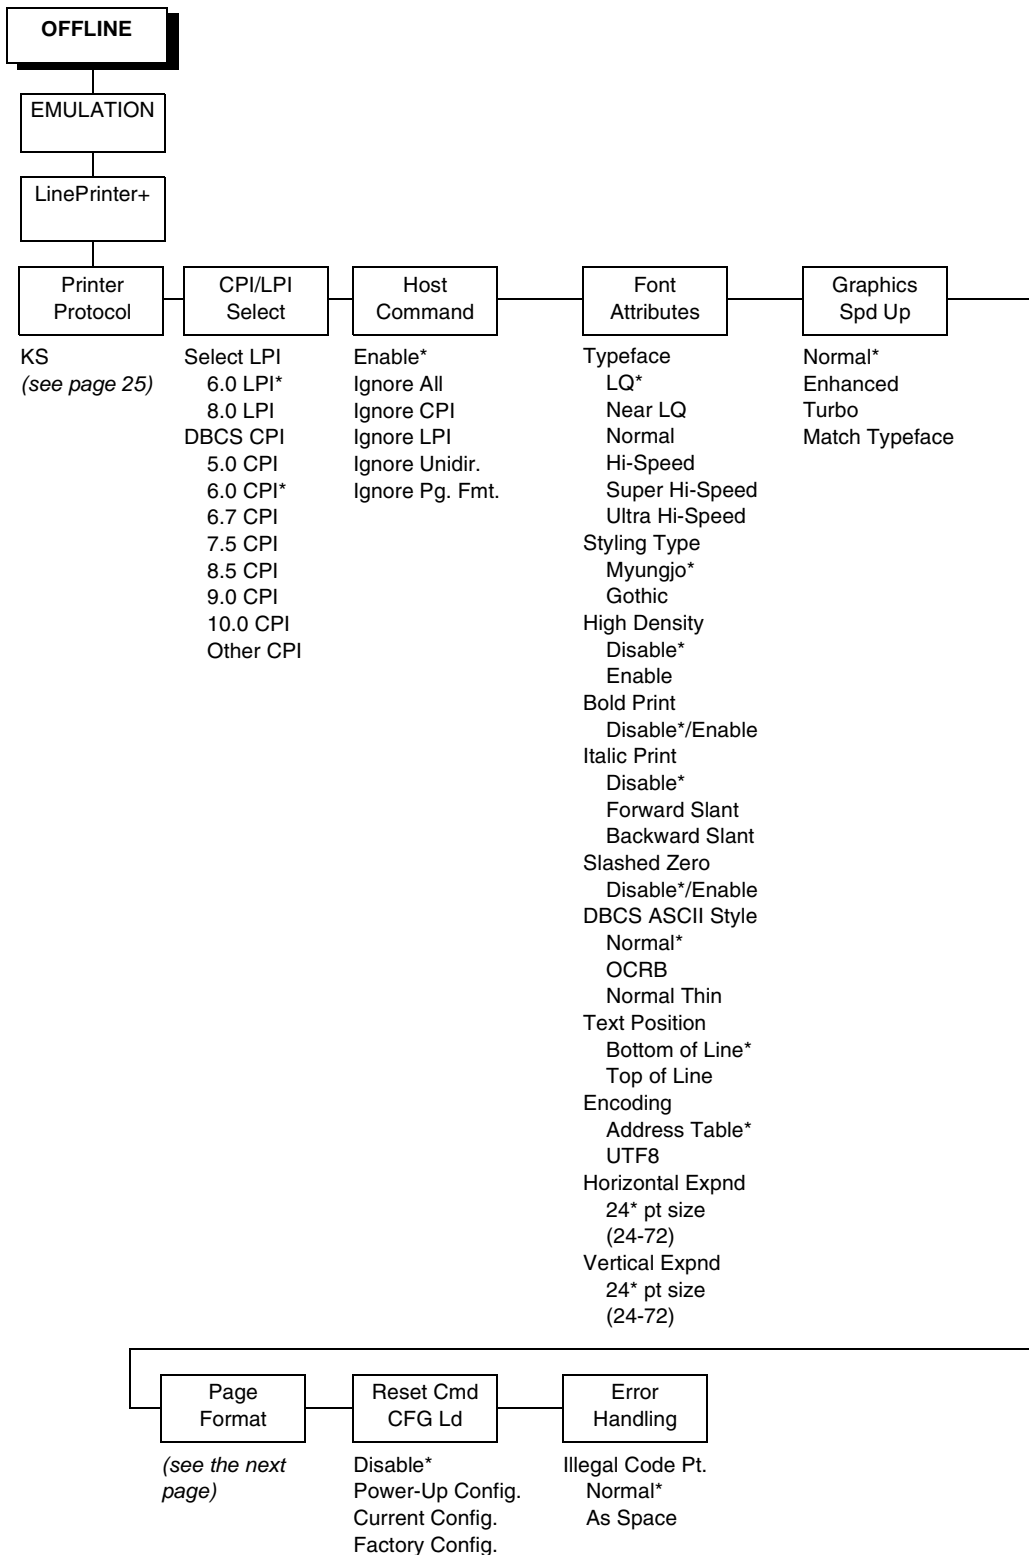 OFFLINE
EMULATION
LinePrinter+
Printer
Protocol
KS
(see page 25)
CPI/LPI
Select
Select LPI
6.0 LPI*
8.0 LPI
DBCS CPI
5.0 CPI
6.0 CPI*
6.7 CPI
7.5 CPI
8.5 CPI
9.0 CPI
10.0 CPI
Other CPI
Host
Command
Enable*
Ignore All
Ignore CPI
Ignore LPI
Ignore Unidir.
Ignore Pg. Fmt.
Font
Attributes
Typeface
LQ*
Near LQ
Normal
Hi-Speed
Super Hi-Speed
Ultra Hi-Speed
Styling Type
Myungjo*
Gothic
High Density
Disable*
Enable
Bold Print
Disable*/Enable
Italic Print
Disable*
Forward Slant
Backward Slant
Slashed Zero
Disable*/Enable
DBCS ASCII Style
Normal*
OCRB
Normal Thin
Text Position
Bottom of Line*
Top of Line
Encoding
Address Table*
UTF8
Horizontal Expnd
24* pt size
(24-72)
Vertical Expnd
24* pt size
(24-72)
Graphics
Spd Up
Normal*
Enhanced
Turbo
Match Typeface
Page
Format
(see the next
page)
Reset Cmd
CFG Ld
Disable*
Power-Up Config.
Current Config.
Factory Config.
Error
Handling
Illegal Code Pt.
Normal*
As Space